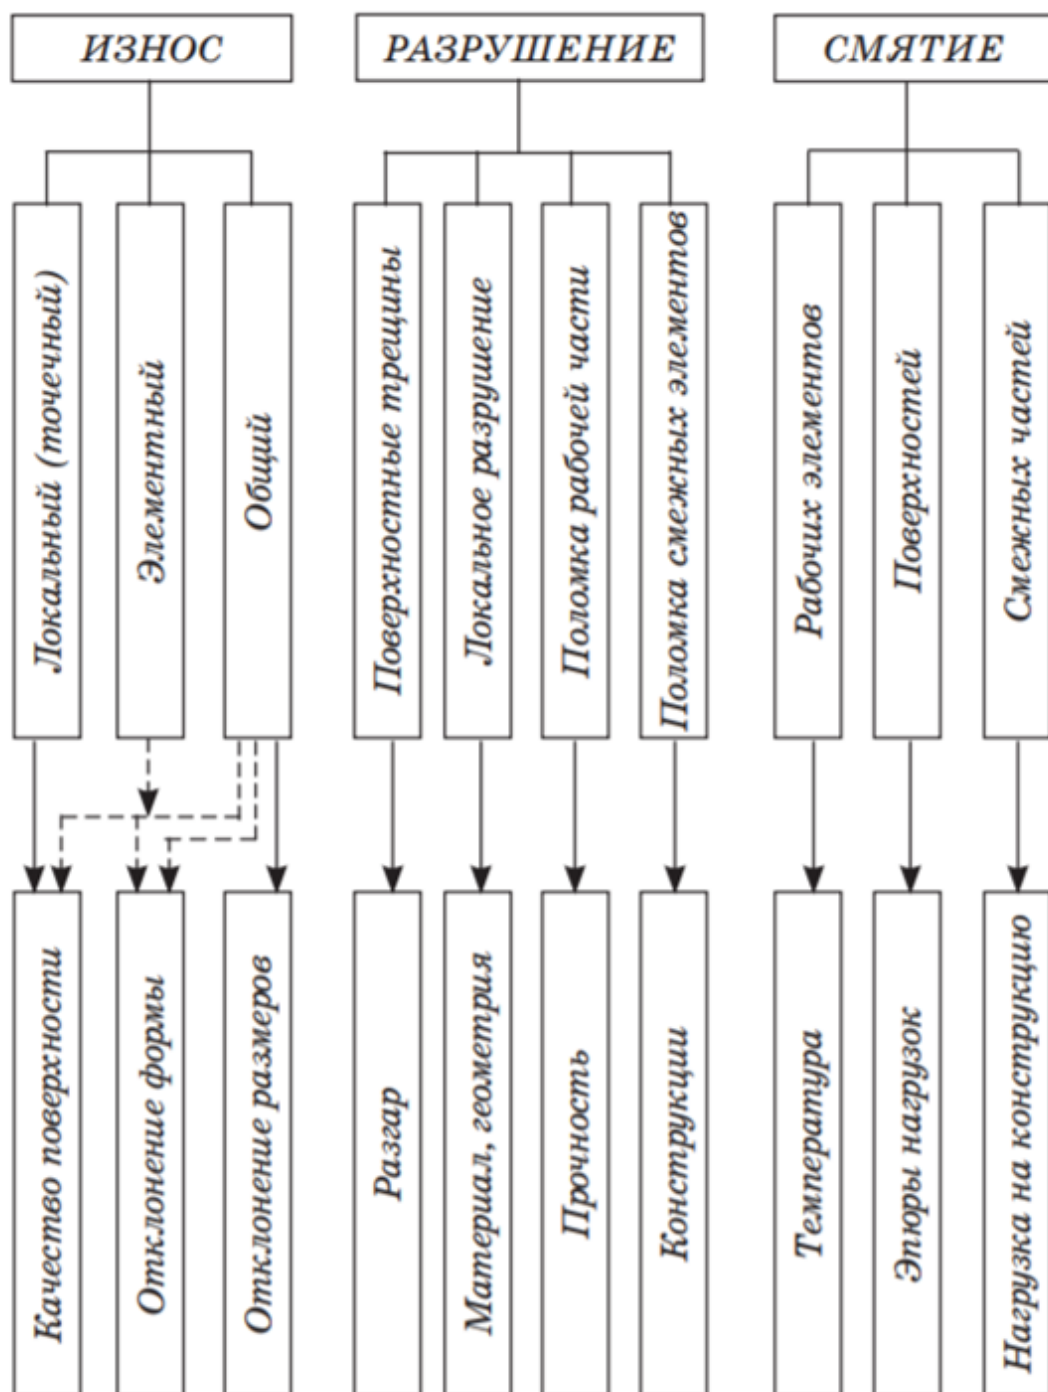 ИЗНОС
РАЗРУШЕНИЕ
СМЯТИЕ
Локальный (точечный)
Элементный
Общий
Поверхностные трещины
Локальное разрушение
Поломка рабочей части
Поломка смежных элементов
Рабочих элементов
Поверхностей
Смежных частей
Качество поверхности
Отклонение формы
Отклонение размеров
Разгар
Материал, геометрия
Прочность
Конструкции
Температура
Эпюры нагрузок
Нагрузка на конструкцию